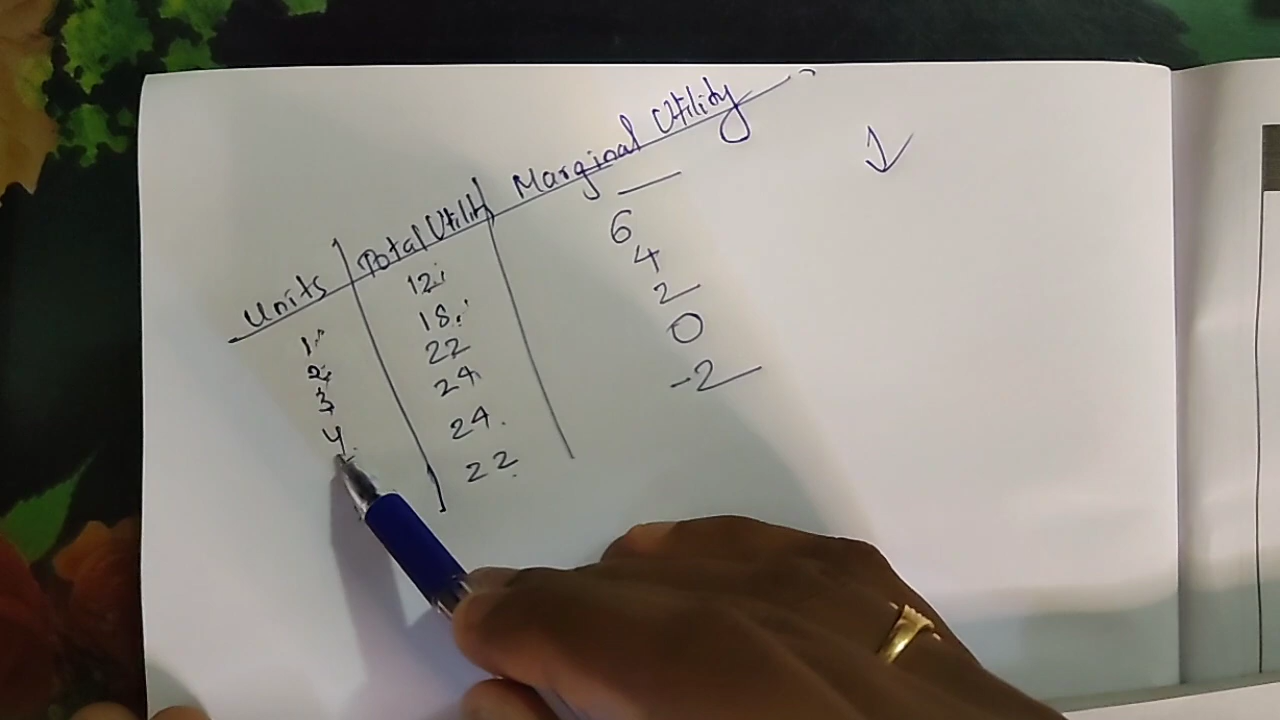 Units Total Utility Marginal Utility
1 12 —
2 18 6
3 22 4
4 24 2
24 0
22 -2